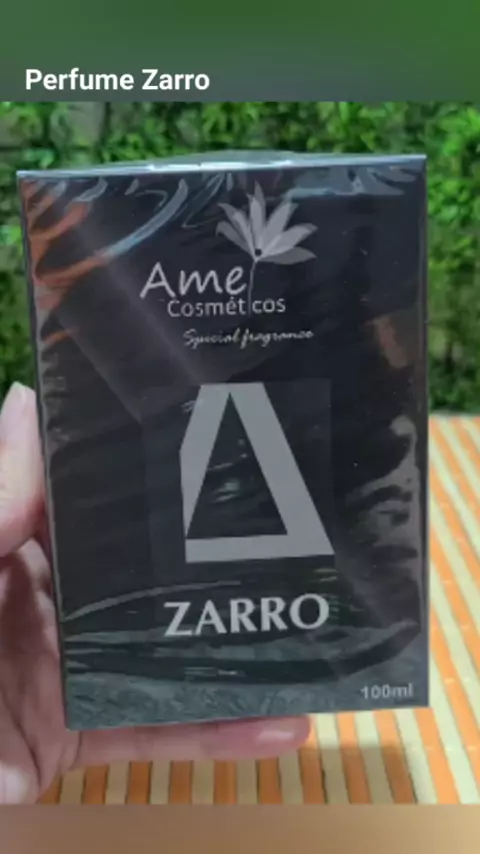 Perfume Zarro
Ame
Cosméticos
Special fragrance
ZARRO
100ml